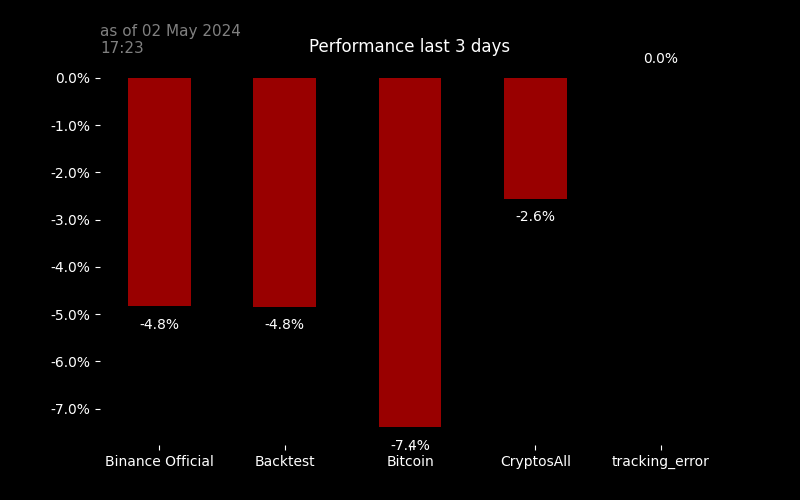 as of 02 May 2024
17:23
Performance last 3 days
0.0%
0.0%
-1.0%
-2.0%
-2.6%
-3.0%
-4.0%
-5.0%
-4.8%
-4.8%
-6.0%
-7.0%
-7.4%
Binance Official
Backtest
Bitcoin
CryptosAll
tracking_error